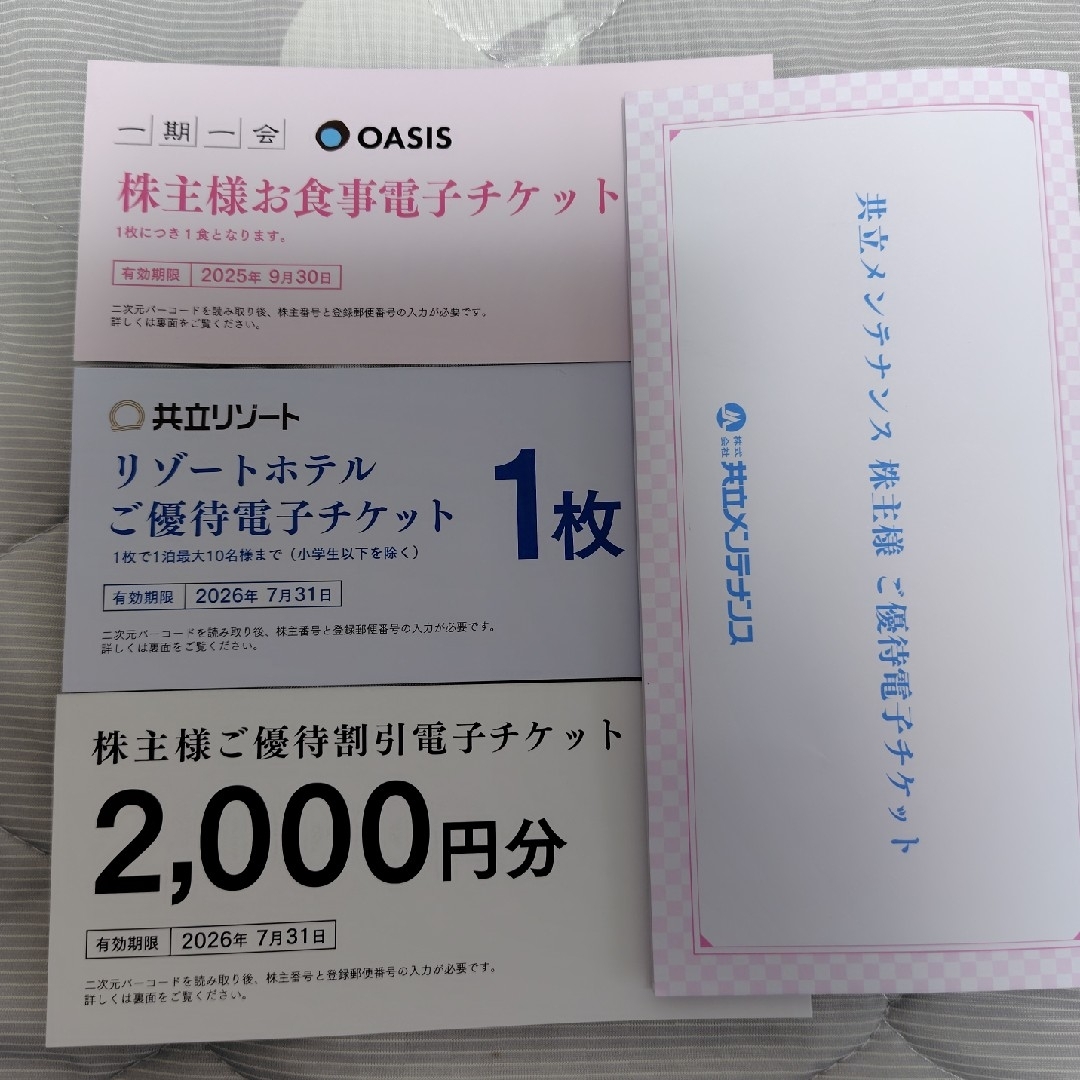 一期一会 OASIS
株主様お食事電子チケット
1枚につき1食となります。
有効期限 2025年 9月30日
二次元バーコードを読み取り後、株主番号と登録郵便番号の入力が必要です。
詳しくは裏面をご覧ください。
共立リゾート
リゾートホテル
ご優待電子チケット
1枚
1枚で1泊最大10名様まで（小学生以下を除く）
有効期限 2026年 7月31日
二次元バーコードを読み取り後、株主番号と登録郵便番号の入力が必要です。
詳しくは裏面をご覧ください。
株主様ご優待割引電子チケット
2,000円分
有効期限 2026年 7月31日
二次元バーコードを読み取り後、株主番号と登録郵便番号の入力が必要です。
詳しくは裏面をご覧ください。
共立メンテナンス 株主様 ご優待電子チケット
株式会社 共立メンテナンス